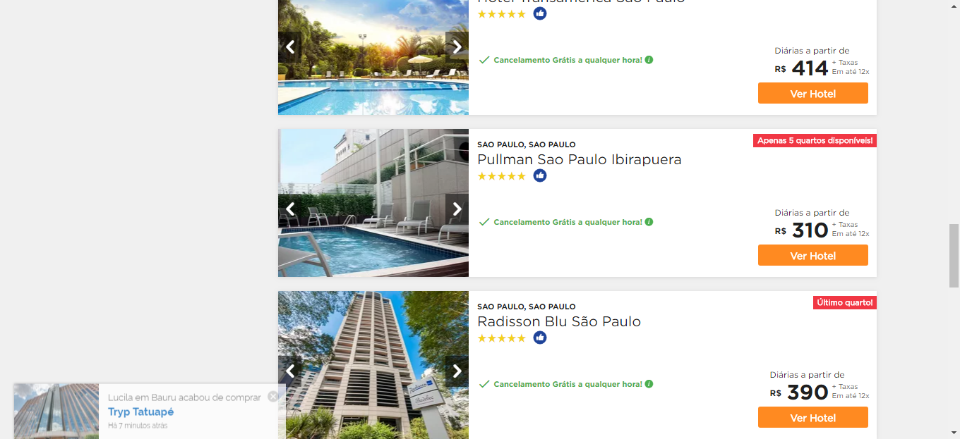 Hotel Transamerica São Paulo
Cancelamento Grátis a qualquer hora!
Diárias a partir de
R$ 414 + Taxas
Em até 12x
Ver Hotel
SAO PAULO, SAO PAULO
Apenas 5 quartos disponíveis!
Pullman Sao Paulo Ibirapuera
Cancelamento Grátis a qualquer hora!
Diárias a partir de
R$ 310 + Taxas
Em até 12x
Ver Hotel
SAO PAULO, SAO PAULO
Último quarto!
Radisson Blu São Paulo
Cancelamento Grátis a qualquer hora!
Diárias a partir de
R$ 390 + Taxas
Em até 12x
Ver Hotel
Lucila em Bauru acabou de comprar
Tryp Tatuapé
Há 7 minutos atrás